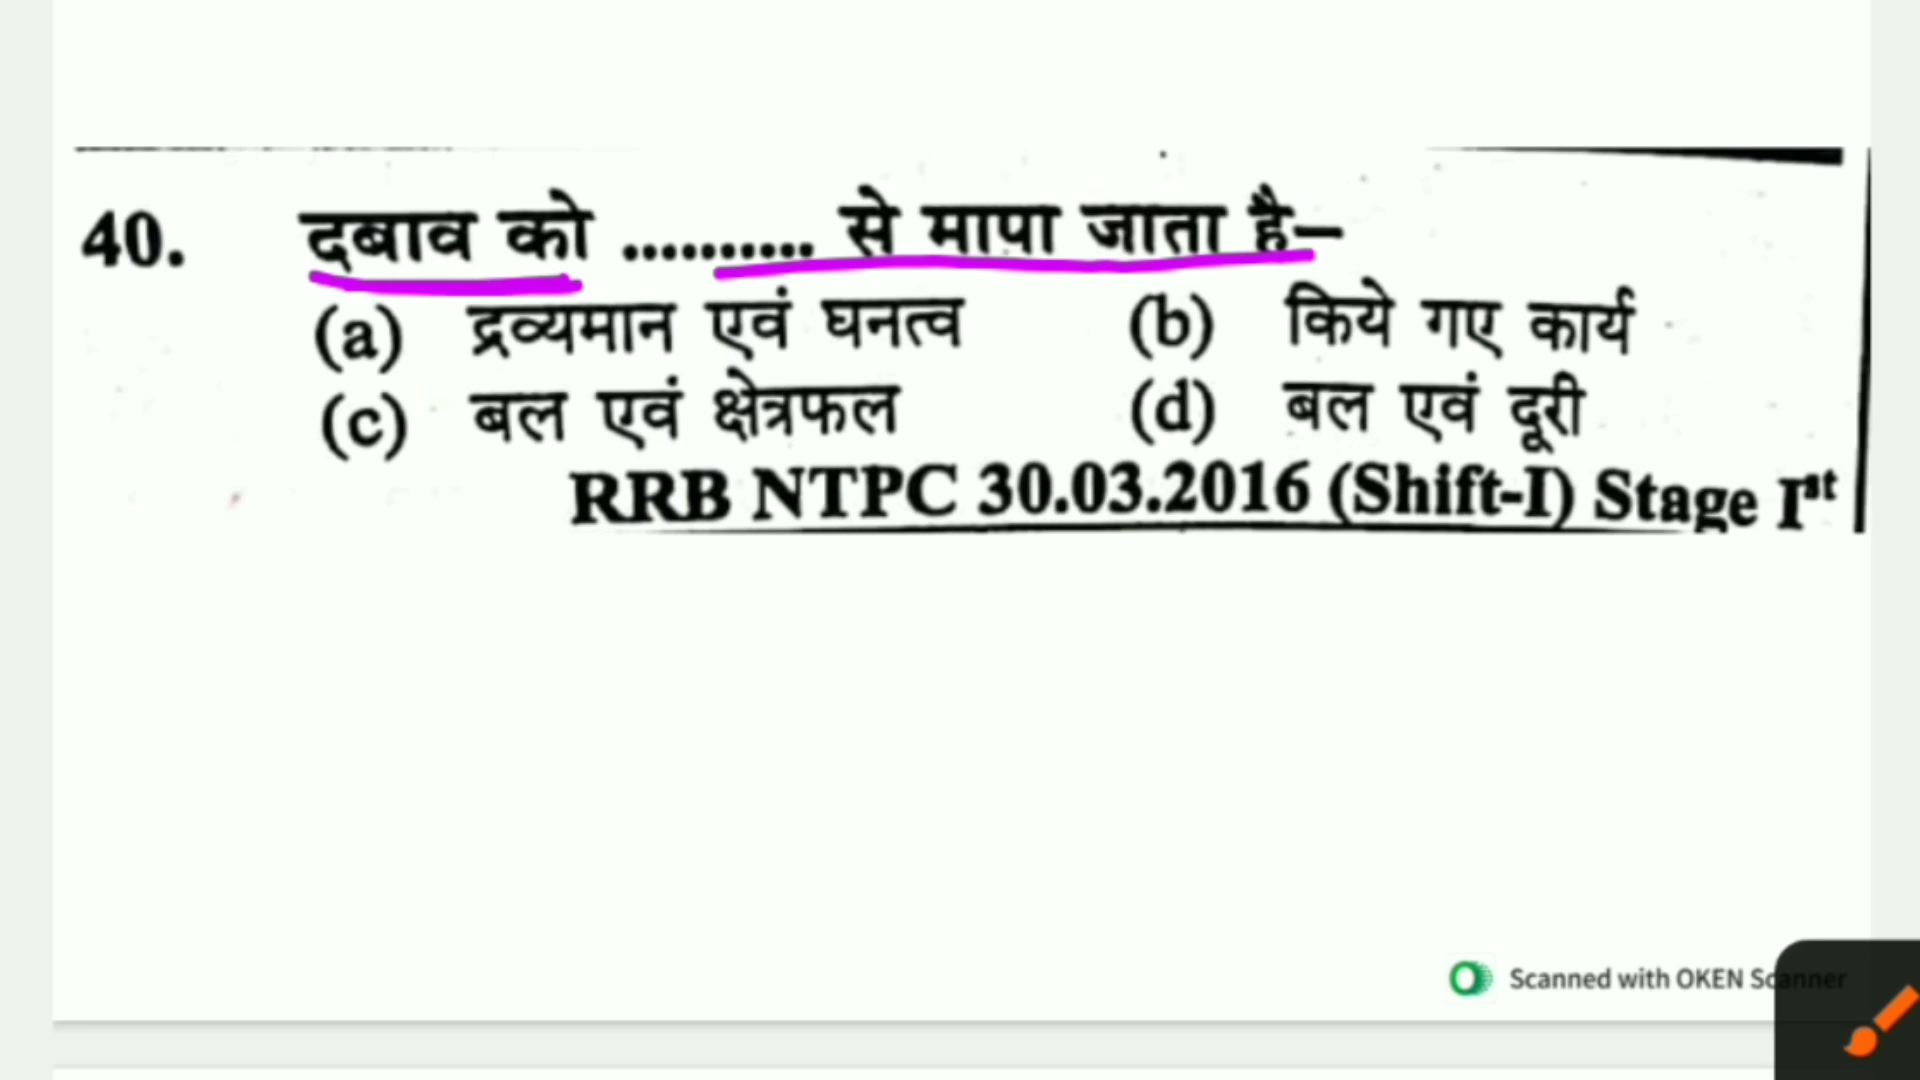 40. दबाव को .......... से मापा जाता है–
(a) द्रव्यमान एवं घनत्व (b) किये गए कार्य
(c) बल एवं क्षेत्रफल (d) बल एवं दूरी
RRB NTPC 30.03.2016 (Shift-I) Stage Ist
Scanned with OKEN Scanner